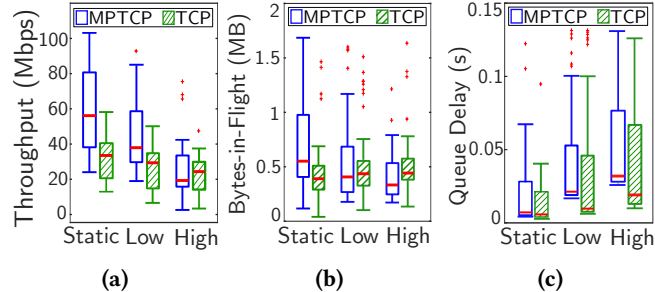 MPTCP TCP
Throughput (Mbps)
100
80
60
40
20
0
Static Low High
(a)
MPTCP TCP
Bytes-in-Flight (MB)
2
1.5
1
0.5
0
Static Low High
(b)
MPTCP TCP
Queue Delay (s)
0.15
0.1
0.05
0
Static Low High
(c)